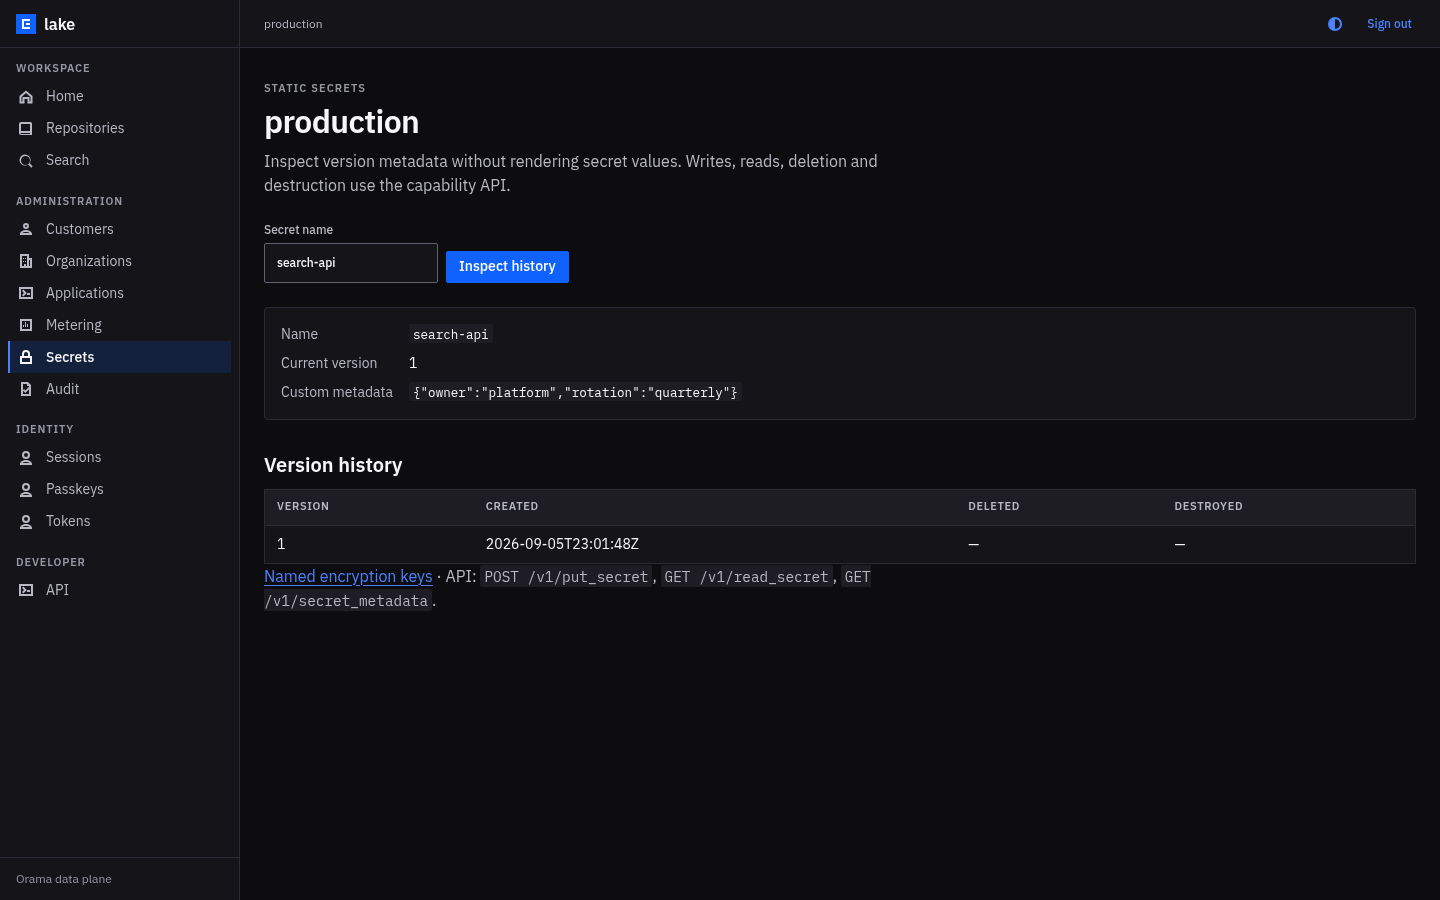 lake
production
Sign out
WORKSPACE
Home
Repositories
Search
ADMINISTRATION
Customers
Organizations
Applications
Metering
Secrets
Audit
IDENTITY
Sessions
Passkeys
Tokens
DEVELOPER
API
Orama data plane
STATIC SECRETS
production
Inspect version metadata without rendering secret values. Writes, reads, deletion and
destruction use the capability API.
Secret name
search-api
Inspect history
Name search-api
Current version 1
Custom metadata {"owner":"platform","rotation":"quarterly"}
Version history
VERSION CREATED DELETED DESTROYED
1 2026-09-05T23:01:48Z — —
Named encryption keys · API: POST /v1/put_secret, GET /v1/read_secret, GET
/v1/secret_metadata.